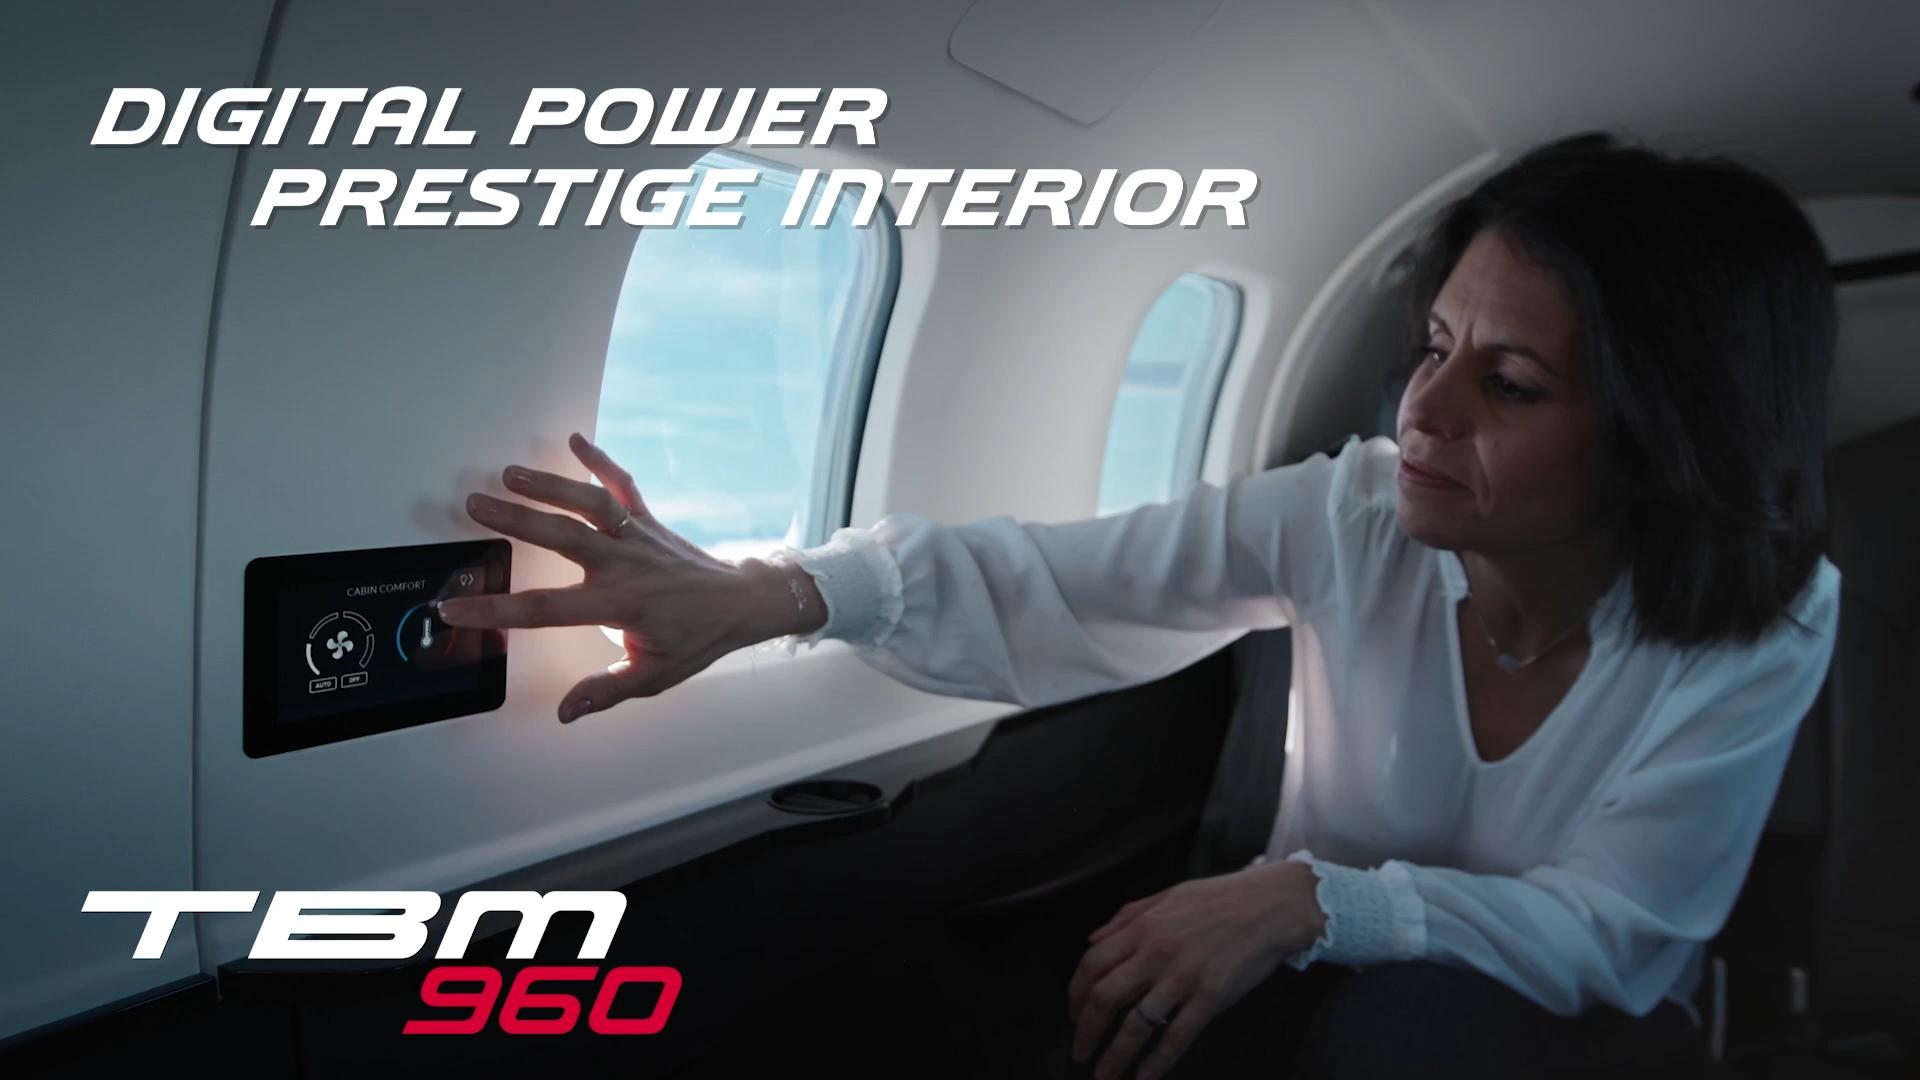 DIGITAL POWER
PRESTIGE INTERIOR
CABIN COMFORT
AUTO OFF
TBM
960